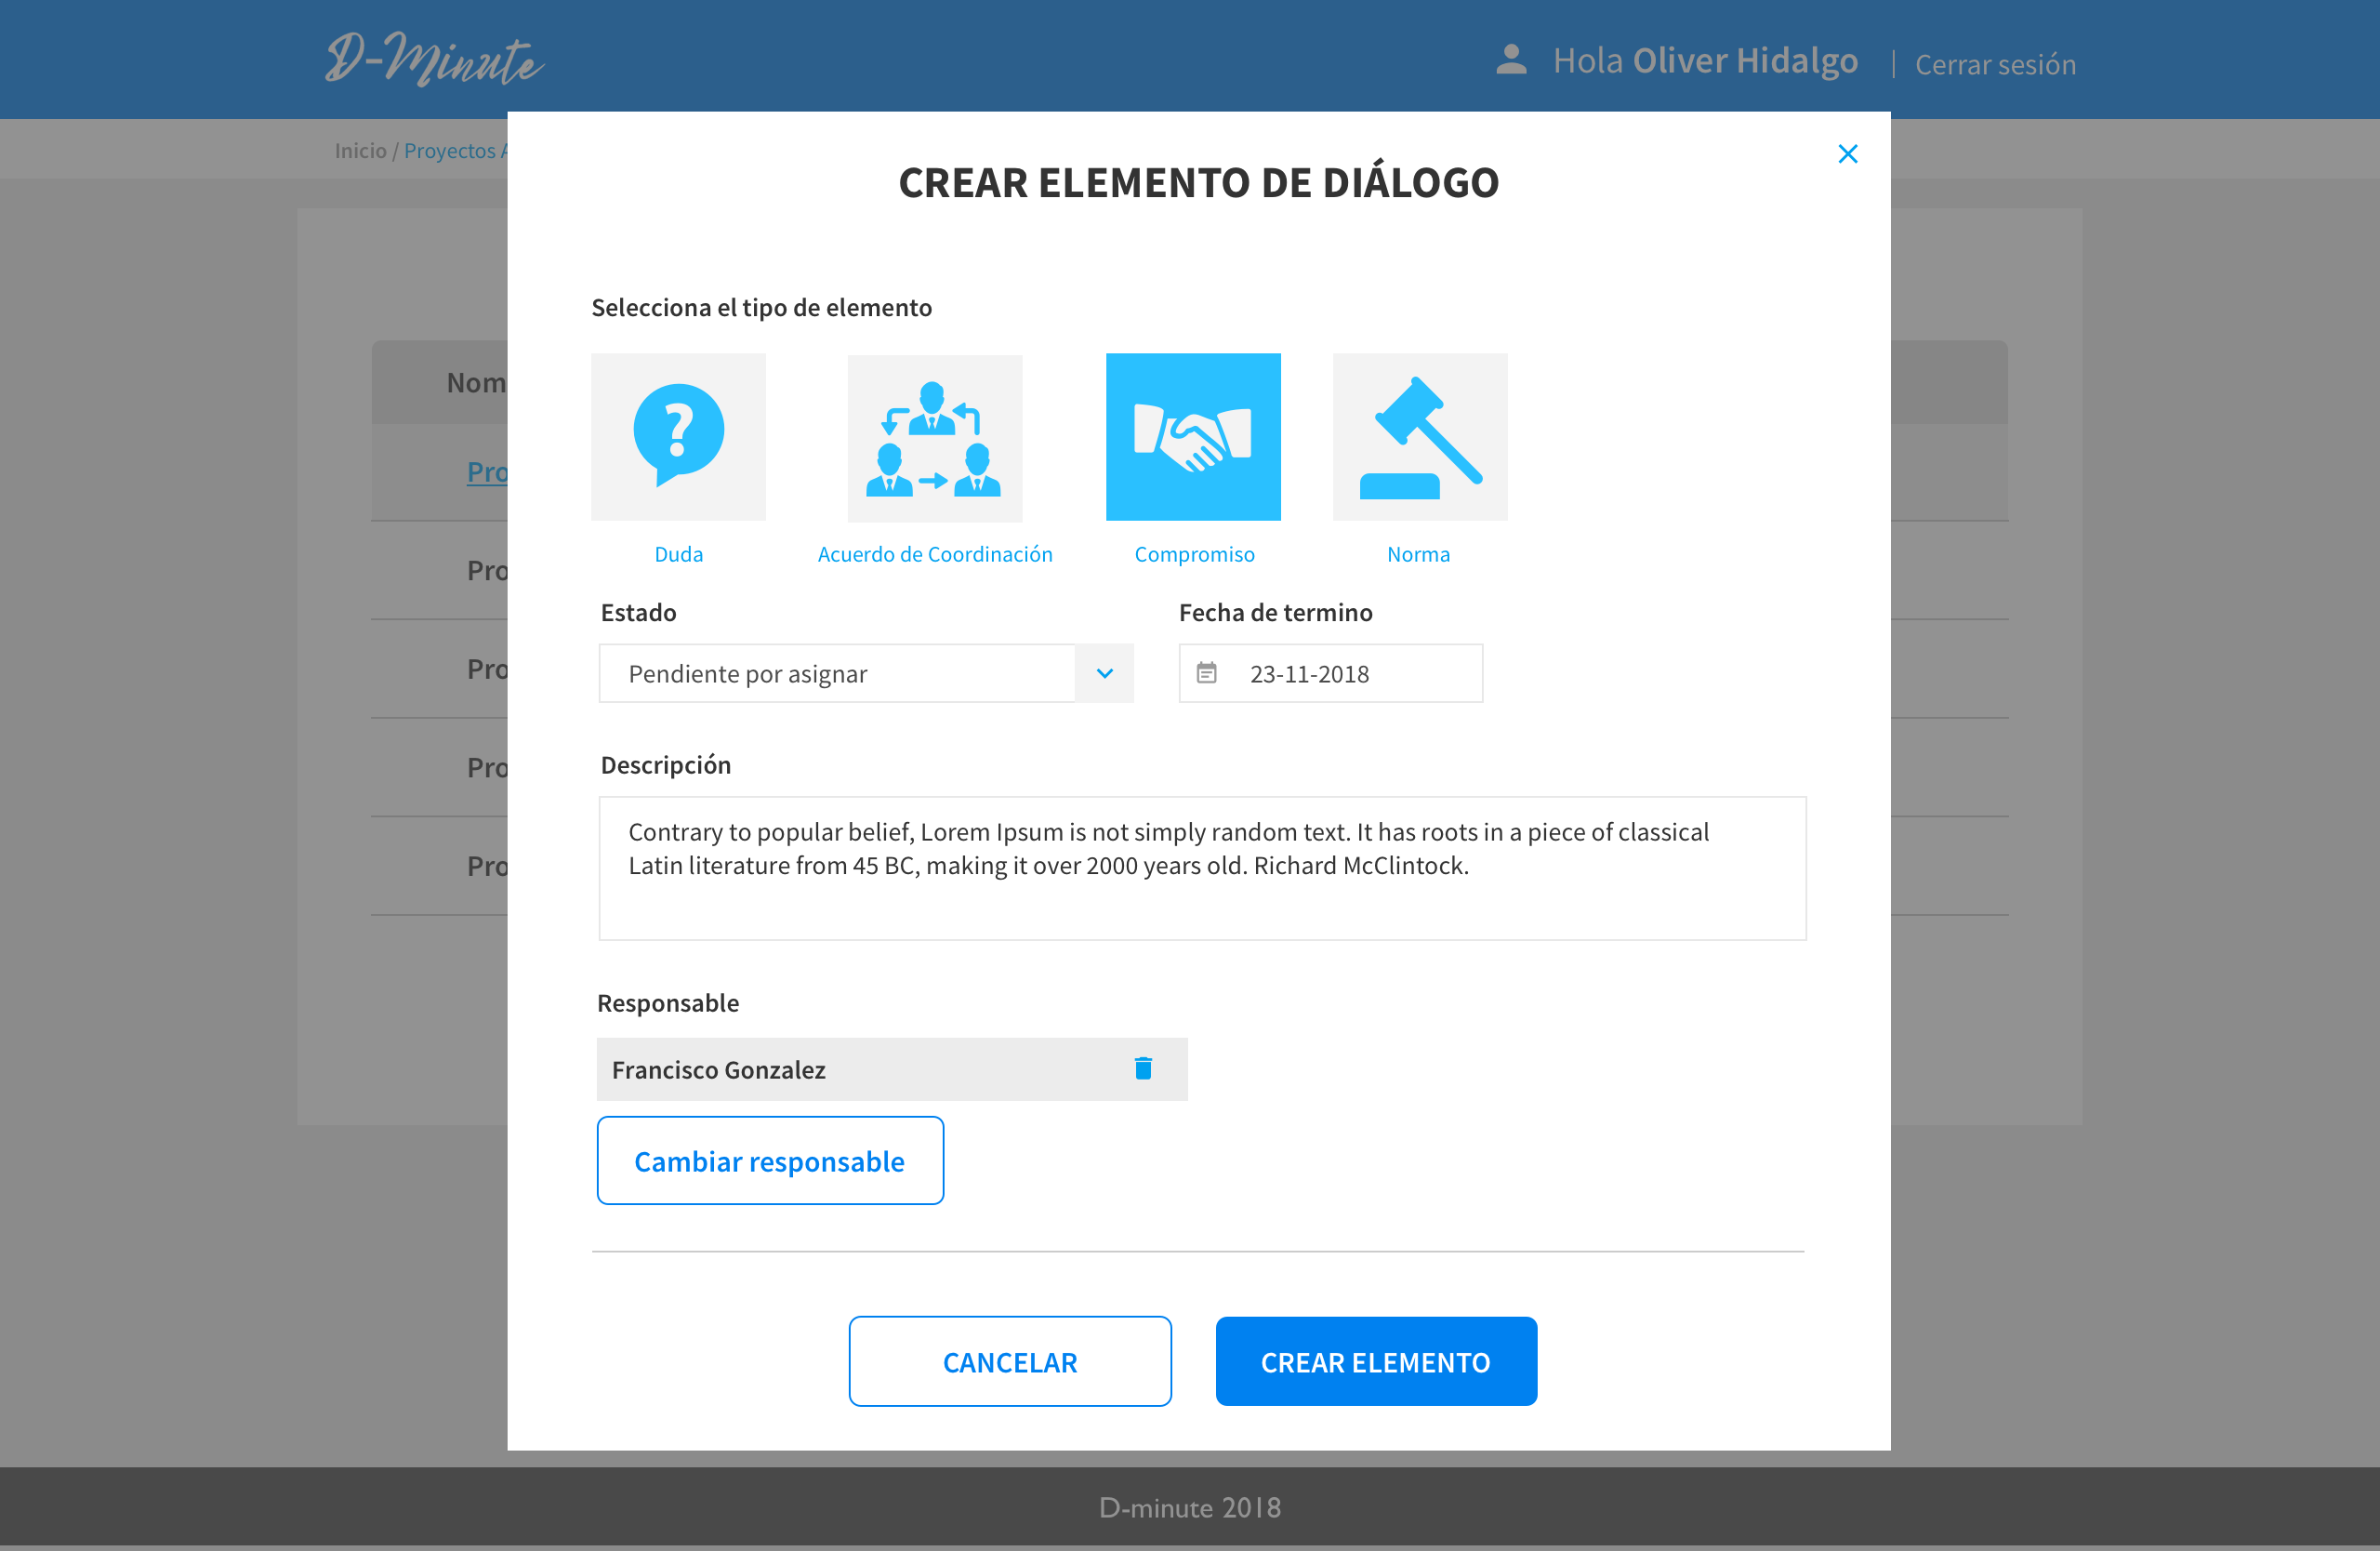 D-Minute
Hola Oliver Hidalgo | Cerrar sesión
Inicio / Proyectos
CREAR ELEMENTO DE DIÁLOGO
Selecciona el tipo de elemento
?
Duda
Acuerdo de Coordinación
Compromiso
Norma
Estado
Fecha de termino
Pendiente por asignar
23-11-2018
Descripción
Contrary to popular belief, Lorem Ipsum is not simply random text. It has roots in a piece of classical
Latin literature from 45 BC, making it over 2000 years old. Richard McClintock.
Responsable
Francisco Gonzalez
Cambiar responsable
CANCELAR
CREAR ELEMENTO
Nom
Pro
Pro
Pro
Pro
Pro
D-minute 2018